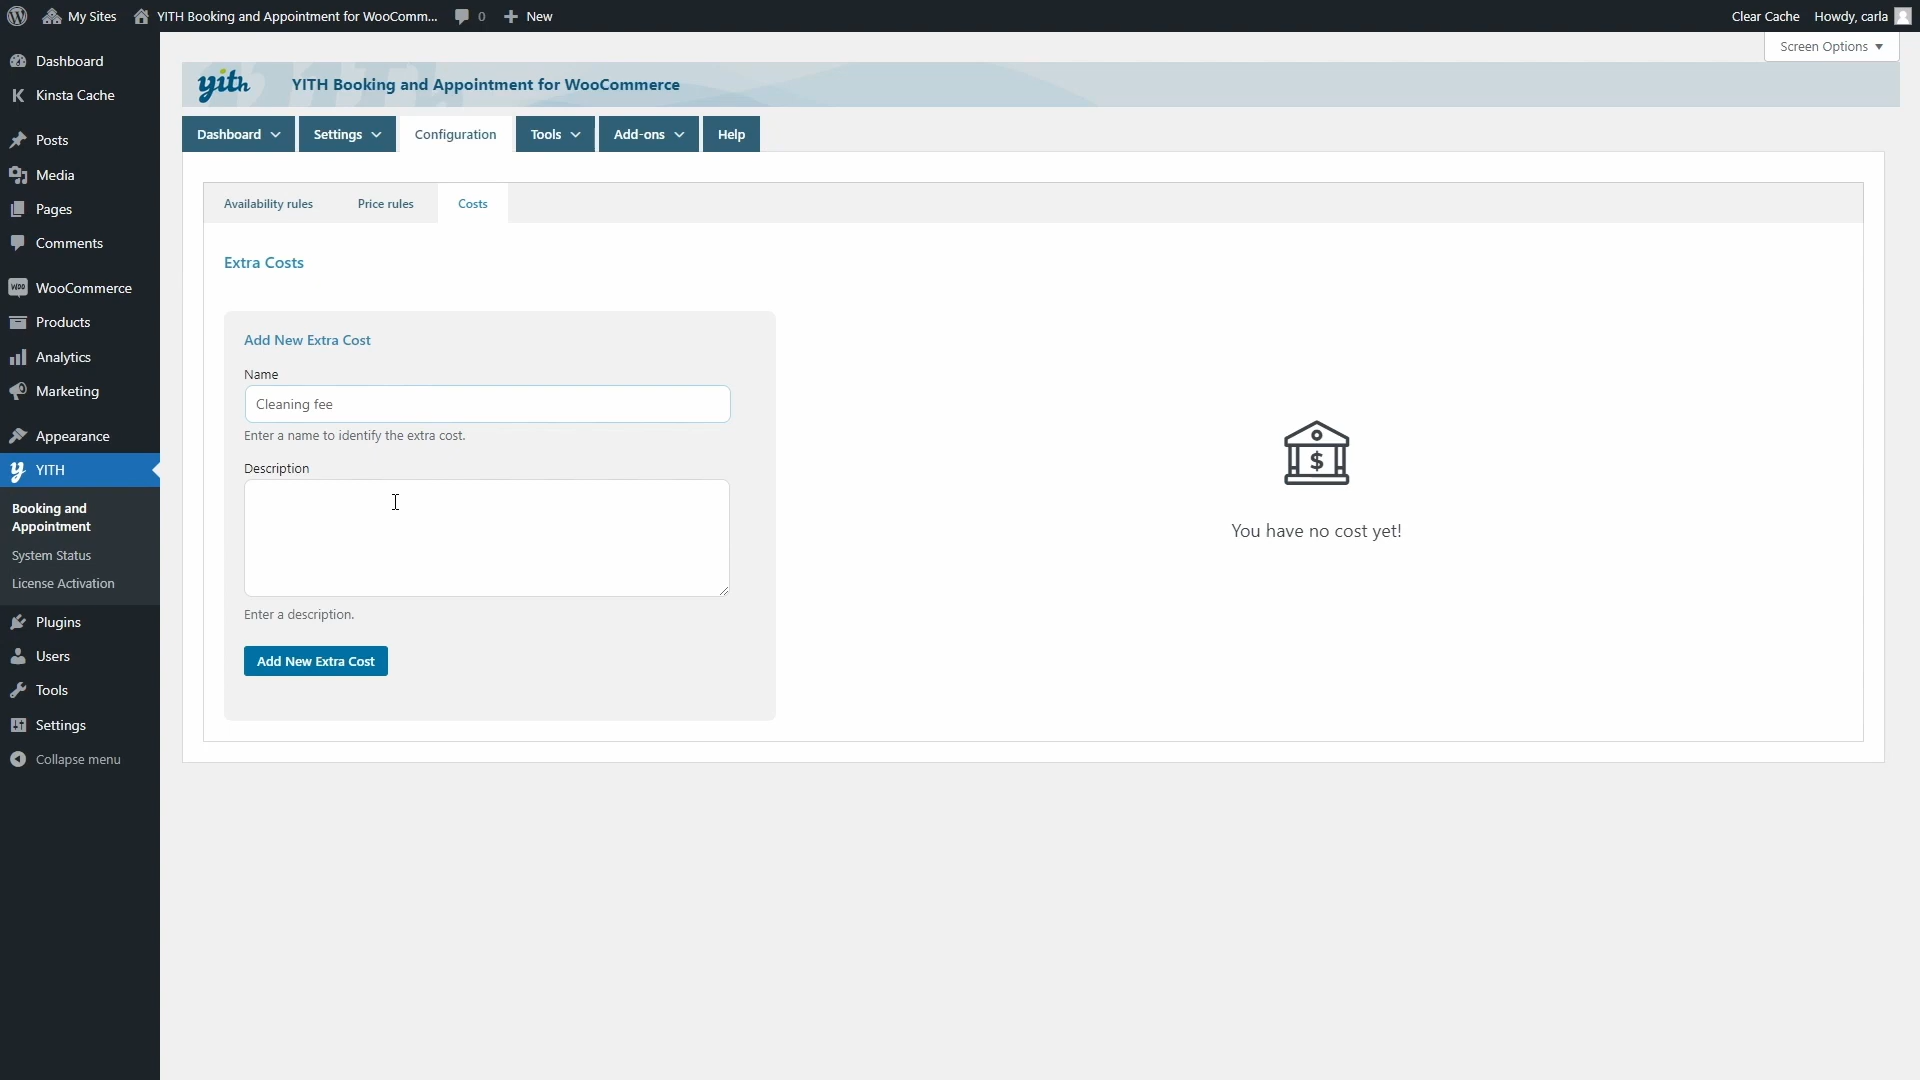 My Sites
YITH Booking and Appointment for WooComm...
0
New
Clear Cache
Howdy, carla
Screen Options
Dashboard
Kinsta Cache
Posts
Media
Pages
Comments
WooCommerce
Products
Analytics
Marketing
Appearance
YITH
Booking and
Appointment
System Status
License Activation
Plugins
Users
Tools
Settings
Collapse menu
yith
YITH Booking and Appointment for WooCommerce
Dashboard
Settings
Configuration
Tools
Add-ons
Help
Availability rules
Price rules
Costs
Extra Costs
Add New Extra Cost
Name
Cleaning fee
Enter a name to identify the extra cost.
Description
Enter a description.
Add New Extra Cost
$
You have no cost yet!